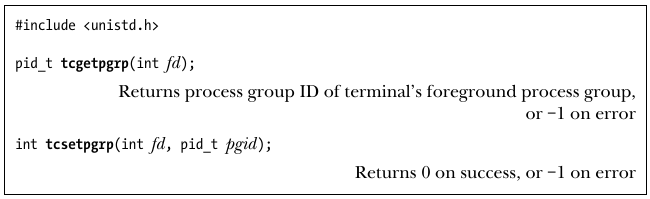 #include <unistd.h>
pid_t tcgetpgrp(int fd);
Returns process group ID of terminal’s foreground process group,
or −1 on error
int tcsetpgrp(int fd, pid_t pgid);
Returns 0 on success, or −1 on error